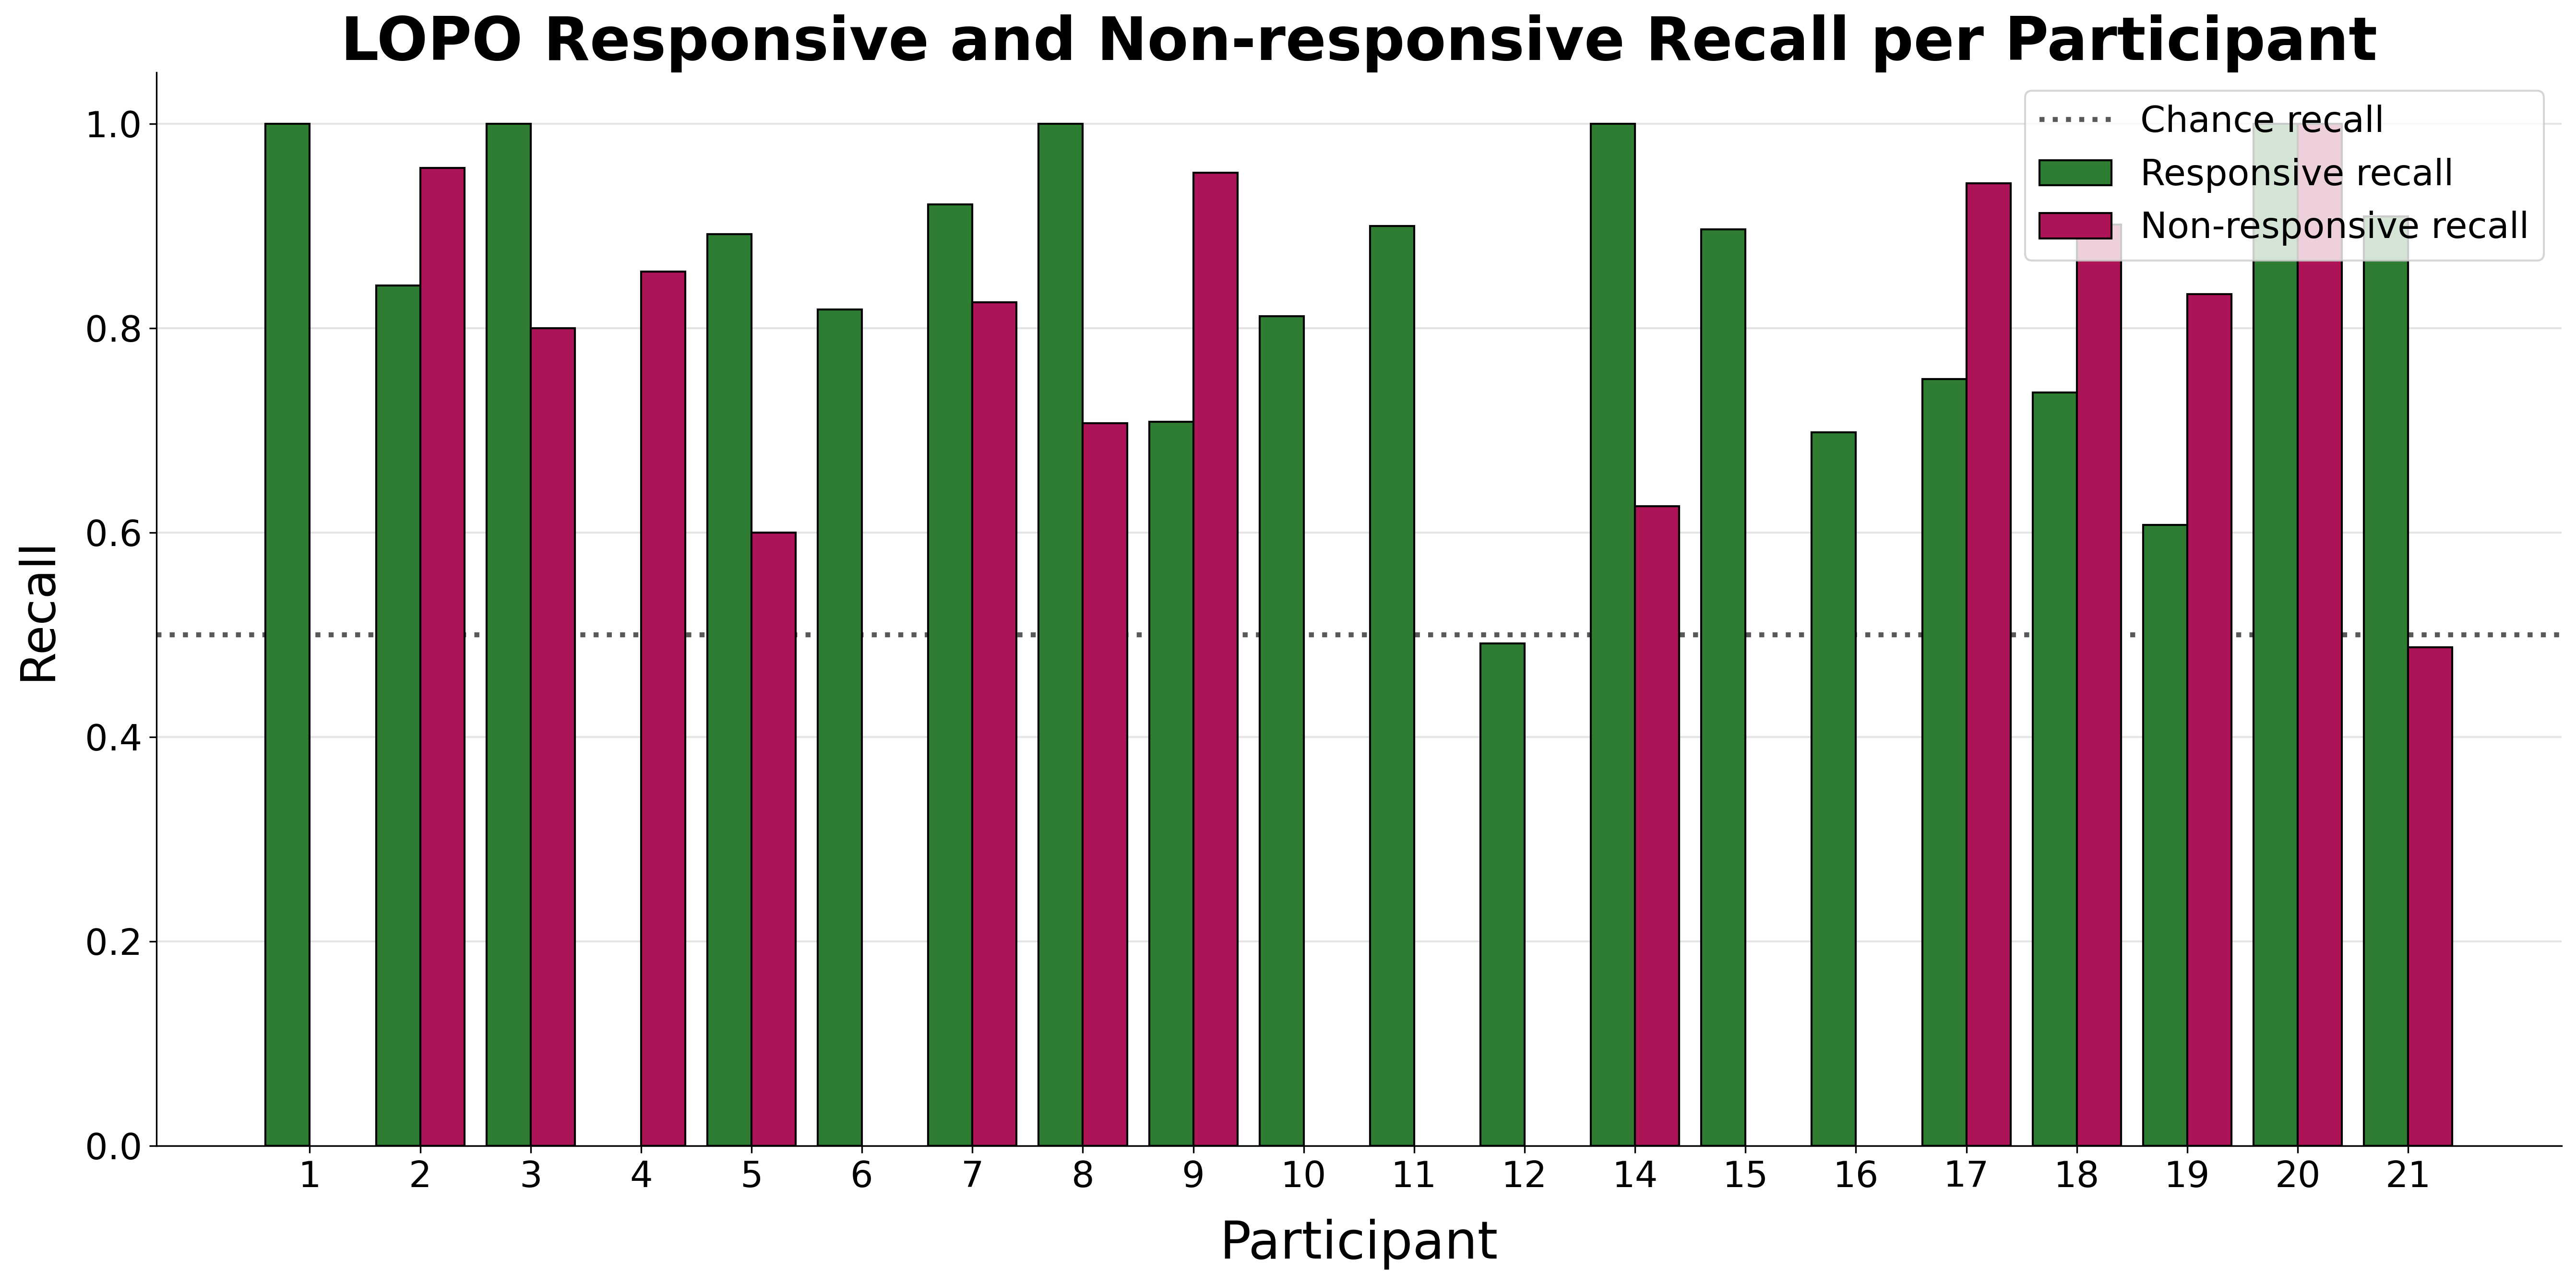 LOPO Responsive and Non-responsive Recall per Participant
Chance recall
Responsive recall
Non-responsive recall
1.0
0.8
0.6
0.4
0.2
0.0
Recall
1 2 3 4 5 6 7 8 9 10 11 12 14 15 16 17 18 19 20 21
Participant